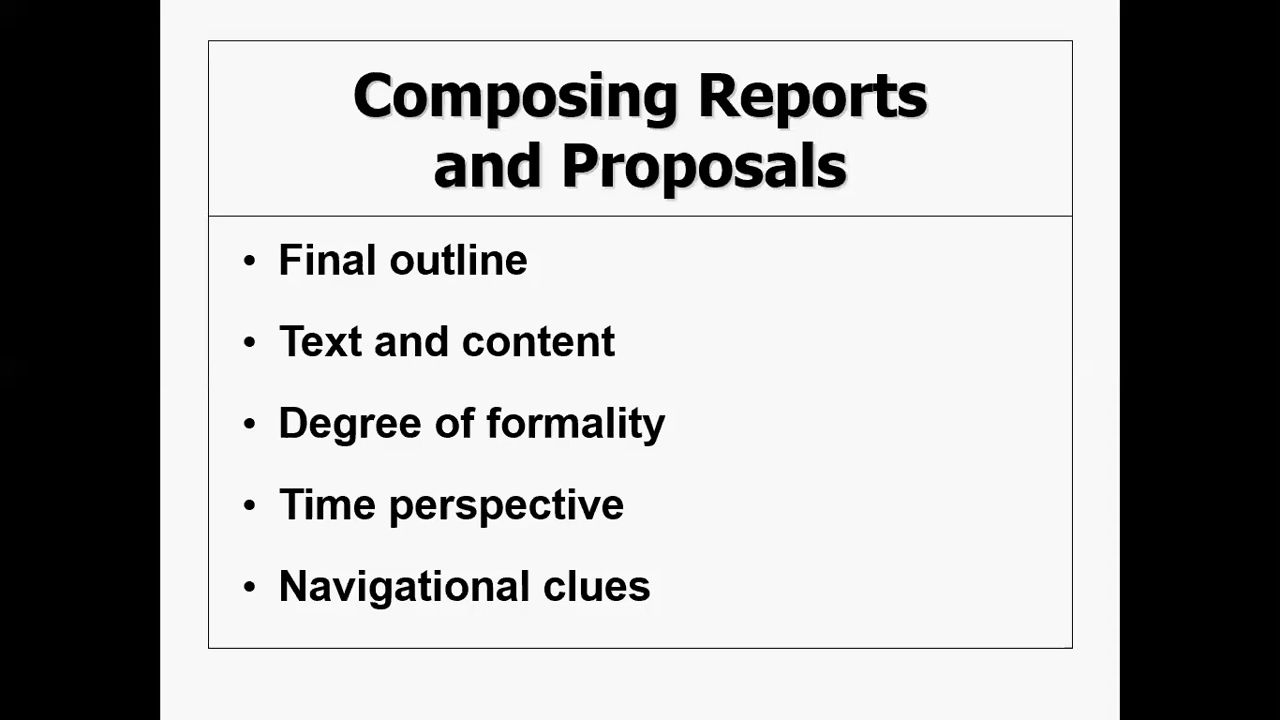 Composing Reports
and Proposals
• Final outline
• Text and content
• Degree of formality
• Time perspective
• Navigational clues